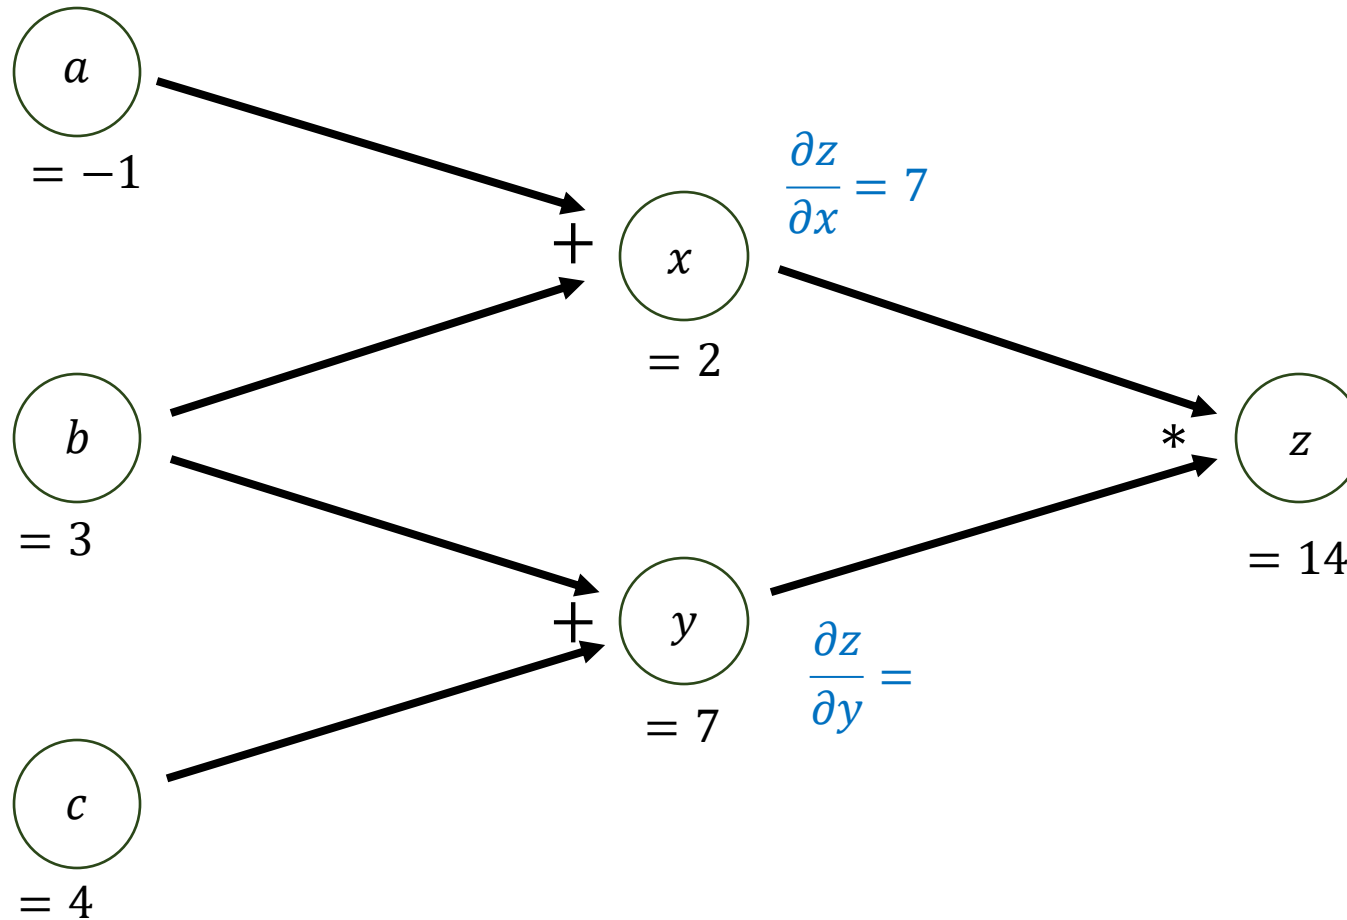 a
= −1
∂z/∂x = 7
+
x
= 2
b
= 3
*
z
= 14
+
y
= 7
∂z/∂y =
c
= 4